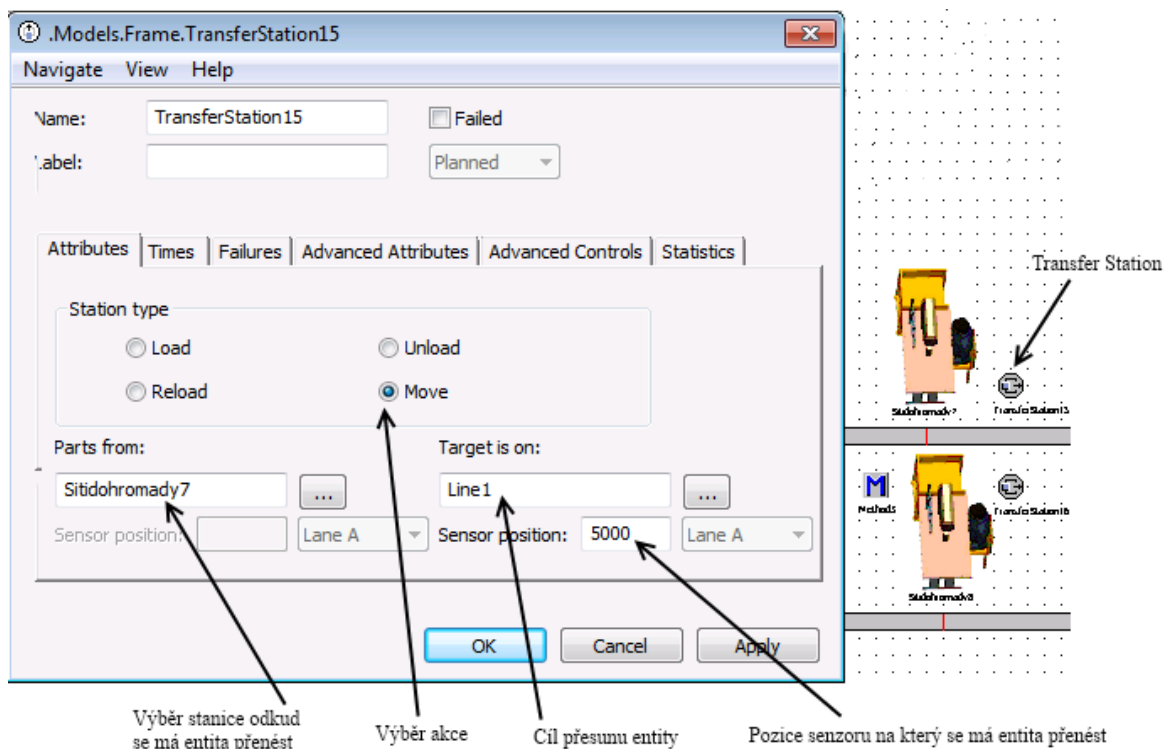 .Models.Frame.TransferStation15
Navigate View Help
Name: TransferStation15 Failed
Label: Planned
Attributes Times Failures Advanced Attributes Advanced Controls Statistics
Station type
Load Unload
Reload Move
Parts from: Target is on:
Sitidohromady7 ... Line1 ...
Sensor position: Lane A Sensor position: 5000 Lane A
OK Cancel Apply
Transfer Station
Sitidohromady7
M
Sitidohromady8
Výběr stanice odkud
se má entita přenést
Výběr akce
Cíl přesunu entity
Pozice senzoru na který se má entita přenést